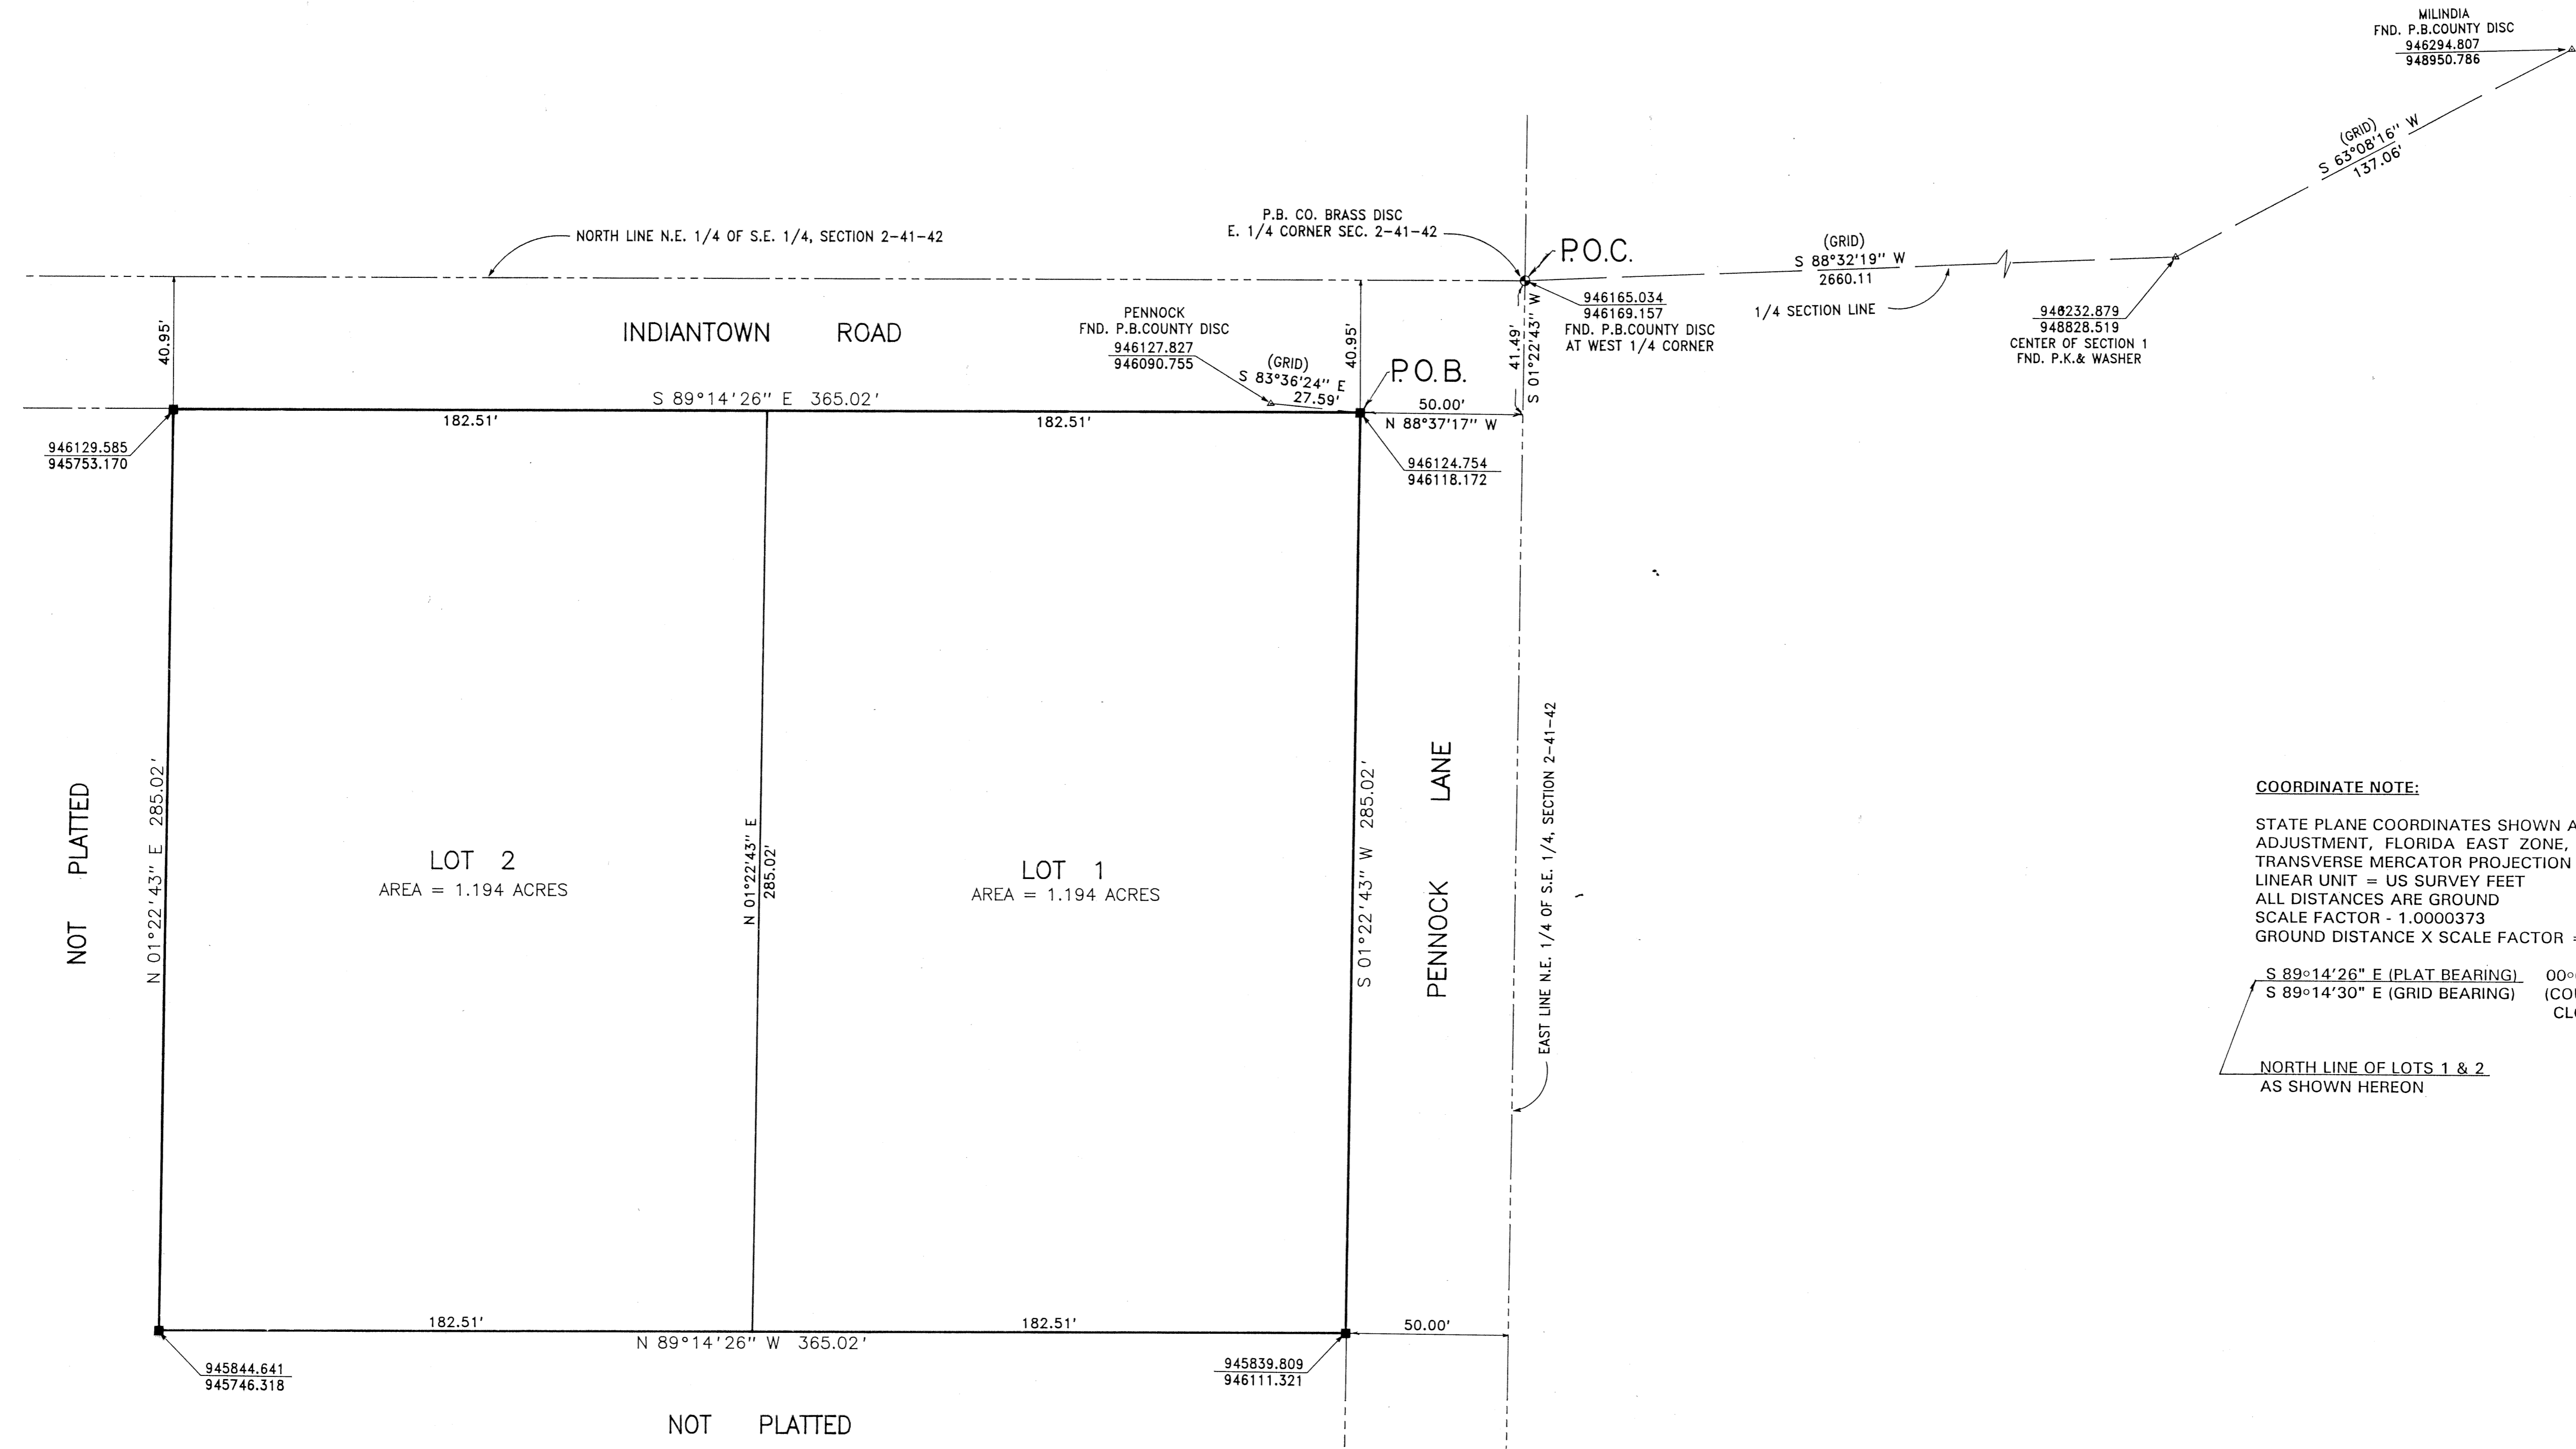 MILINDIA
FND. P.B.COUNTY DISC
946294.807
948950.786
(GRID)
S 63°08'16" W
137.06'
P.B. CO. BRASS DISC
E. 1/4 CORNER SEC. 2-41-42
NORTH LINE N.E. 1/4 OF S.E. 1/4, SECTION 2-41-42
P.O.C.
(GRID)
S 88°32'19" W
2660.11
1/4 SECTION LINE
946165.034
946169.157
FND. P.B.COUNTY DISC
AT WEST 1/4 CORNER
946232.879
948828.519
CENTER OF SECTION 1
FND. P.K.& WASHER
40.95'
INDIANTOWN ROAD
PENNOCK
FND. P.B.COUNTY DISC
946127.827
946090.755
(GRID)
S 83°36'24" E
27.59'
40.95'
P.O.B.
41.49'
S 01°22'43" W
S 89°14'26" E 365.02'
182.51'
182.51'
50.00'
N 88°37'17" W
946129.585
945753.170
946124.754
946118.172
NOT PLATTED
N 01°22'43" E 285.02'
LOT 2
AREA = 1.194 ACRES
N 01°22'43" E
285.02'
LOT 1
AREA = 1.194 ACRES
S 01°22'43" W 285.02'
PENNOCK LANE
EAST LINE N.E. 1/4 OF S.E. 1/4, SECTION 2-41-42
COORDINATE NOTE:
STATE PLANE COORDINATES SHOWN A
ADJUSTMENT, FLORIDA EAST ZONE,
TRANSVERSE MERCATOR PROJECTION
LINEAR UNIT = US SURVEY FEET
ALL DISTANCES ARE GROUND
SCALE FACTOR - 1.0000373
GROUND DISTANCE X SCALE FACTOR =
S 89°14'26" E (PLAT BEARING) 00°
S 89°14'30" E (GRID BEARING) (COU
CLO
NORTH LINE OF LOTS 1 & 2
AS SHOWN HEREON
182.51'
182.51'
50.00'
N 89°14'26" W 365.02'
945844.641
945746.318
945839.809
946111.321
NOT PLATTED